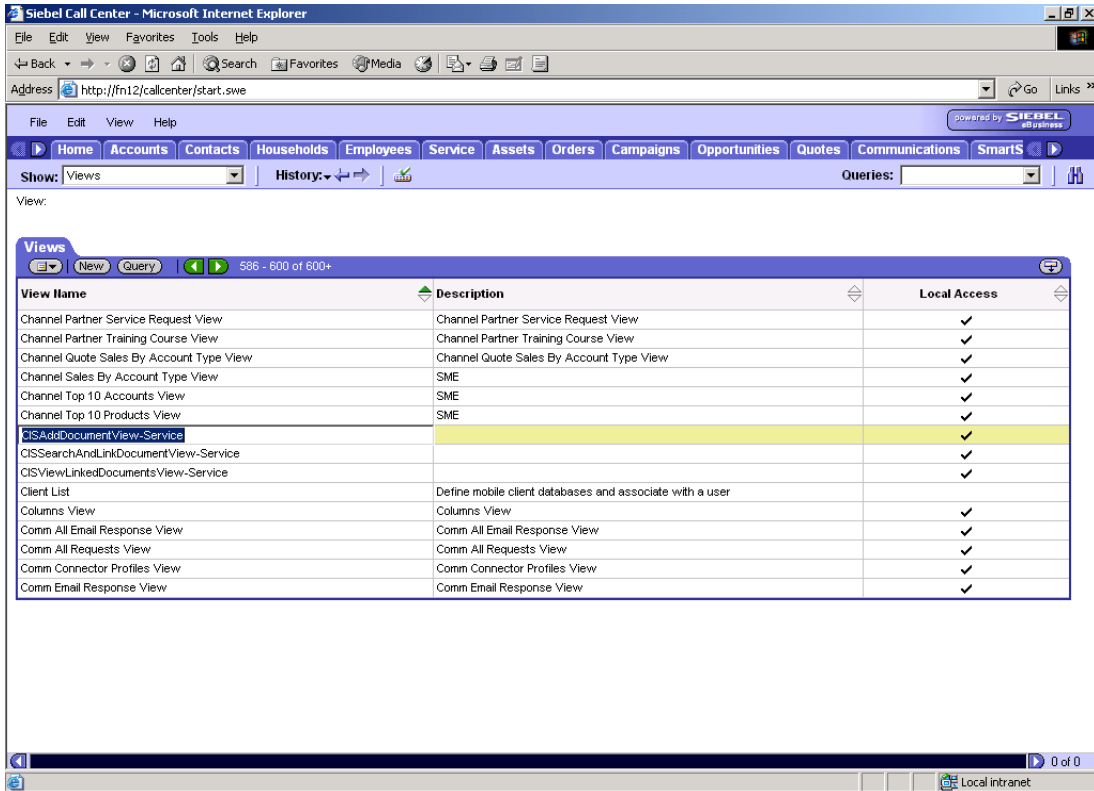 Siebel Call Center - Microsoft Internet Explorer
File Edit View Favorites Tools Help
Back Search Favorites Media
Address http://fn12/callcenter/start.swe Go Links »
File Edit View Help powered by SIEBEL eBusiness
Home Accounts Contacts Households Employees Service Assets Orders Campaigns Opportunities Quotes Communications SmartS
Show: Views History: Queries:
View:
Views
New Query 586 - 600 of 600+
View Name Description Local Access
Channel Partner Service Request View Channel Partner Service Request View
Channel Partner Training Course View Channel Partner Training Course View
Channel Quote Sales By Account Type View Channel Quote Sales By Account Type View
Channel Sales By Account Type View SME
Channel Top 10 Accounts View SME
Channel Top 10 Products View SME
CISAddDocumentView-Service
CISSearchAndLinkDocumentView-Service
CISViewLinkedDocumentsView-Service
Client List Define mobile client databases and associate with a user
Columns View Columns View
Comm All Email Response View Comm All Email Response View
Comm All Requests View Comm All Requests View
Comm Connector Profiles View Comm Connector Profiles View
Comm Email Response View Comm Email Response View
0 of 0
Local intranet